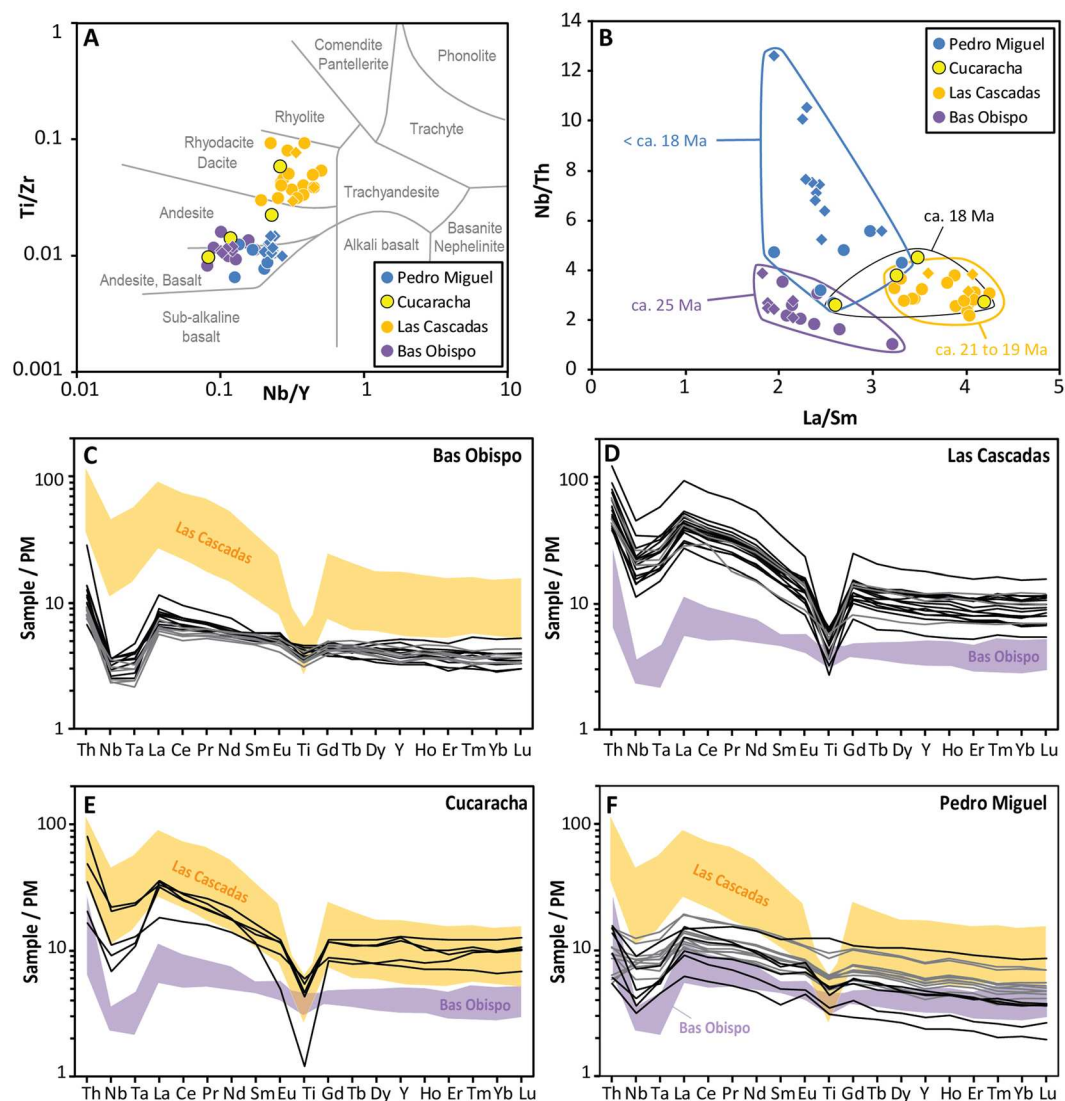 A
1
0.1
0.01
0.001
Ti/Zr
Comendite
Pantellerite
Phonolite
Rhyolite
Trachyte
Rhyodacite
Dacite
Trachyandesite
Andesite
Basanite
Nephelinite
Alkali basalt
Andesite, Basalt
Sub-alkaline
basalt
Pedro Miguel
Cucaracha
Las Cascadas
Bas Obispo
0.01
0.1
1
10
Nb/Y
B
14
12
10
8
6
4
2
0
Nb/Th
Pedro Miguel
Cucaracha
Las Cascadas
Bas Obispo
< ca. 18 Ma
ca. 18 Ma
ca. 25 Ma
ca. 21 to 19 Ma
0
1
2
3
4
5
La/Sm
C
Bas Obispo
100
10
1
Sample / PM
Las Cascadas
Th Nb Ta La Ce Pr Nd Sm Eu Ti Gd Tb Dy Y Ho Er Tm Yb Lu
D
Las Cascadas
100
10
1
Sample / PM
Bas Obispo
Th Nb Ta La Ce Pr Nd Sm Eu Ti Gd Tb Dy Y Ho Er Tm Yb Lu
E
Cucaracha
100
10
1
Sample / PM
Las Cascadas
Bas Obispo
Th Nb Ta La Ce Pr Nd Sm Eu Ti Gd Tb Dy Y Ho Er Tm Yb Lu
F
Pedro Miguel
100
10
1
Sample / PM
Las Cascadas
Bas Obispo
Th Nb Ta La Ce Pr Nd Sm Eu Ti Gd Tb Dy Y Ho Er Tm Yb Lu